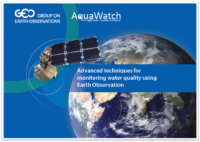 GEO GROUP ON
EARTH OBSERVATIONS
AquaWatch
Advanced techniques for
monitoring water quality using
Earth Observation